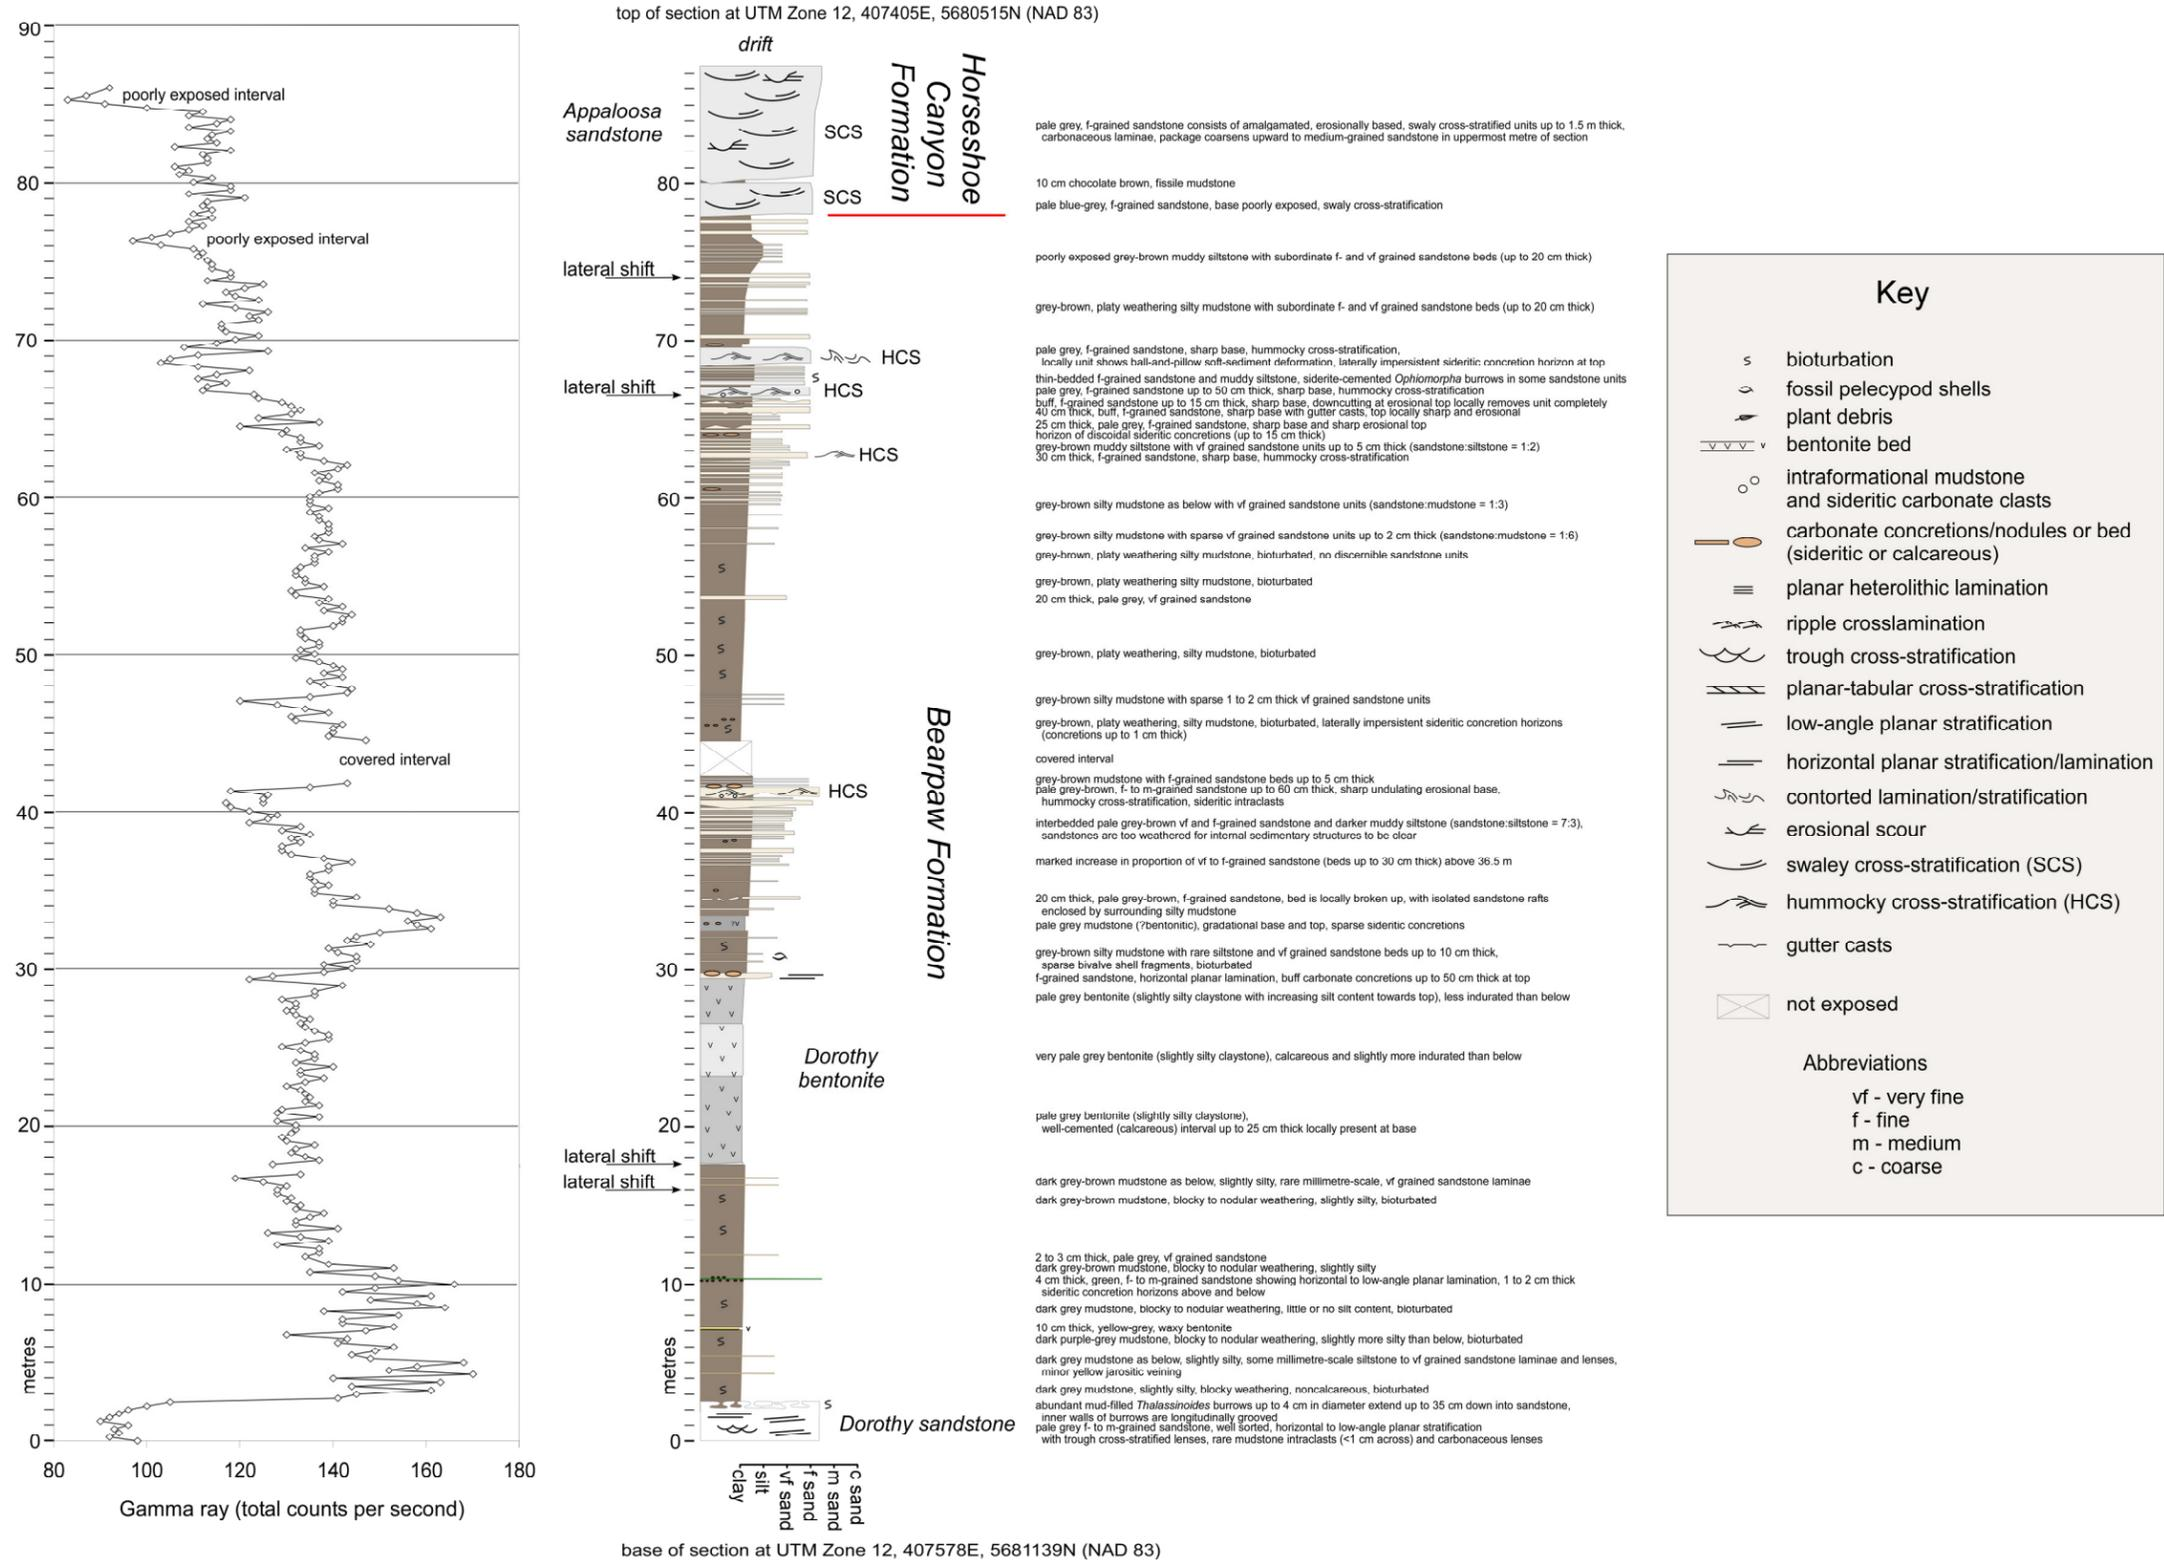 top of section at UTM Zone 12, 407405E, 5680515N (NAD 83)
90
80
70
60
50
40
30
20
10
0
metres
poorly exposed interval
poorly exposed interval
covered interval
80 100 120 140 160 180
Gamma ray (total counts per second)
drift
Appaloosa
sandstone
Horseshoe
Canyon
Formation
SCS
SCS
lateral shift
HCS
lateral shift
HCS
HCS
Bearpaw Formation
HCS
Dorothy
bentonite
lateral shift
lateral shift
Dorothy sandstone
80
70
60
50
40
30
20
10
0
metres
clay
silt
vf sand
f sand
m sand
c sand
base of section at UTM Zone 12, 407578E, 5681139N (NAD 83)
pale grey, f-grained sandstone consists of amalgamated, erosionally based, swaly cross-stratified units up to 1.5 m thick,
carbonaceous laminae, package coarsens upward to medium-grained sandstone in uppermost metre of section
10 cm chocolate brown, fissile mudstone
pale blue-grey, f-grained sandstone, base poorly exposed, swaly cross-stratification
poorly exposed grey-brown muddy siltstone with subordinate f- and vf grained sandstone beds (up to 20 cm thick)
grey-brown, platy weathering silty mudstone with subordinate f- and vf grained sandstone beds (up to 20 cm thick)
pale grey, f-grained sandstone, sharp base, hummocky cross-stratification,
locally unit shows ball-and-pillow soft-sediment deformation, laterally impersistent sideritic concretion horizon at top
thin-bedded f-grained sandstone and muddy siltstone, siderite-cemented Ophiomorpha burrows in some sandstone units
pale grey, f-grained sandstone up to 50 cm thick, sharp base, hummocky cross-stratification
buff, f-grained sandstone up to 15 cm thick, sharp base, downcutting at erosional top locally removes unit completely
40 cm thick, buff, f-grained sandstone, sharp base with gutter casts, top locally sharp and erosional
25 cm thick, pale grey, f-grained sandstone, sharp base and sharp erosional top
horizon of discoidal sideritic concretions (up to 15 cm thick)
grey-brown muddy siltstone with vf grained sandstone units up to 5 cm thick (sandstone:siltstone = 1:2)
30 cm thick, f-grained sandstone, sharp base, hummocky cross-stratification
grey-brown silty mudstone as below with vf grained sandstone units (sandstone:mudstone = 1:3)
grey-brown silty mudstone with sparse vf grained sandstone units up to 2 cm thick (sandstone:mudstone = 1:6)
grey-brown, platy weathering silty mudstone, bioturbated, no discernible sandstone units
grey-brown, platy weathering silty mudstone, bioturbated
20 cm thick, pale grey, vf grained sandstone
grey-brown, platy weathering, silty mudstone, bioturbated
grey-brown silty mudstone with sparse 1 to 2 cm thick vf grained sandstone units
grey-brown, platy weathering, silty mudstone, bioturbated, laterally impersistent sideritic concretion horizons
(concretions up to 1 cm thick)
covered interval
grey-brown mudstone with f-grained sandstone beds up to 5 cm thick
pale grey-brown, f- to m-grained sandstone up to 60 cm thick, sharp undulating erosional base,
hummocky cross-stratification, sideritic intraclasts
interbedded pale grey-brown vf and f-grained sandstone and darker muddy siltstone (sandstone:siltstone = 7:3),
sandstones are too weathered for internal sedimentary structures to be clear
marked increase in proportion of vf to f-grained sandstone (beds up to 30 cm thick) above 36.5 m
20 cm thick, pale grey-brown, f-grained sandstone, bed is locally broken up, with isolated sandstone rafts
enclosed by surrounding silty mudstone
pale grey mudstone (?bentonitic), gradational base and top, sparse sideritic concretions
grey-brown silty mudstone with rare siltstone and vf grained sandstone beds up to 10 cm thick,
sparse bivalve shell fragments, bioturbated
f-grained sandstone, horizontal planar lamination, buff carbonate concretions up to 50 cm thick at top
pale grey bentonite (slightly silty claystone with increasing silt content towards top), less indurated than below
very pale grey bentonite (slightly silty claystone), calcareous and slightly more indurated than below
pale grey bentonite (slightly silty claystone),
well-cemented (calcareous) interval up to 25 cm thick locally present at base
dark grey-brown mudstone as below, slightly silty, rare millimetre-scale, vf grained sandstone laminae
dark grey-brown mudstone, blocky to nodular weathering, slightly silty, bioturbated
2 to 3 cm thick, pale grey, vf grained sandstone
dark grey-brown mudstone, blocky to nodular weathering, slightly silty
4 cm thick, green, f- to m-grained sandstone showing horizontal to low-angle planar lamination, 1 to 2 cm thick
sideritic concretion horizons above and below
dark grey mudstone, blocky to nodular weathering, little or no silt content, bioturbated
10 cm thick, yellow-grey, waxy bentonite
dark purple-grey mudstone, blocky to nodular weathering, slightly more silty than below, bioturbated
dark grey mudstone as below, slightly silty, some millimetre-scale siltstone to vf grained sandstone laminae and lenses,
minor yellow jarositic veining
dark grey mudstone, slightly silty, blocky weathering, noncalcareous, bioturbated
abundant mud-filled Thalassinoides burrows up to 4 cm in diameter extend up to 35 cm down into sandstone,
inner walls of burrows are longitudinally grooved
pale grey f- to m-grained sandstone, well sorted, horizontal to low-angle planar stratification
with trough cross-stratified lenses, rare mudstone intraclasts (<1 cm across) and carbonaceous lenses
Key
bioturbation
fossil pelecypod shells
plant debris
bentonite bed
intraformational mudstone
and sideritic carbonate clasts
carbonate concretions/nodules or bed
(sideritic or calcareous)
planar heterolithic lamination
ripple crosslamination
trough cross-stratification
planar-tabular cross-stratification
low-angle planar stratification
horizontal planar stratification/lamination
contorted lamination/stratification
erosional scour
swaley cross-stratification (SCS)
hummocky cross-stratification (HCS)
gutter casts
not exposed
Abbreviations
vf - very fine
f - fine
m - medium
c - coarse